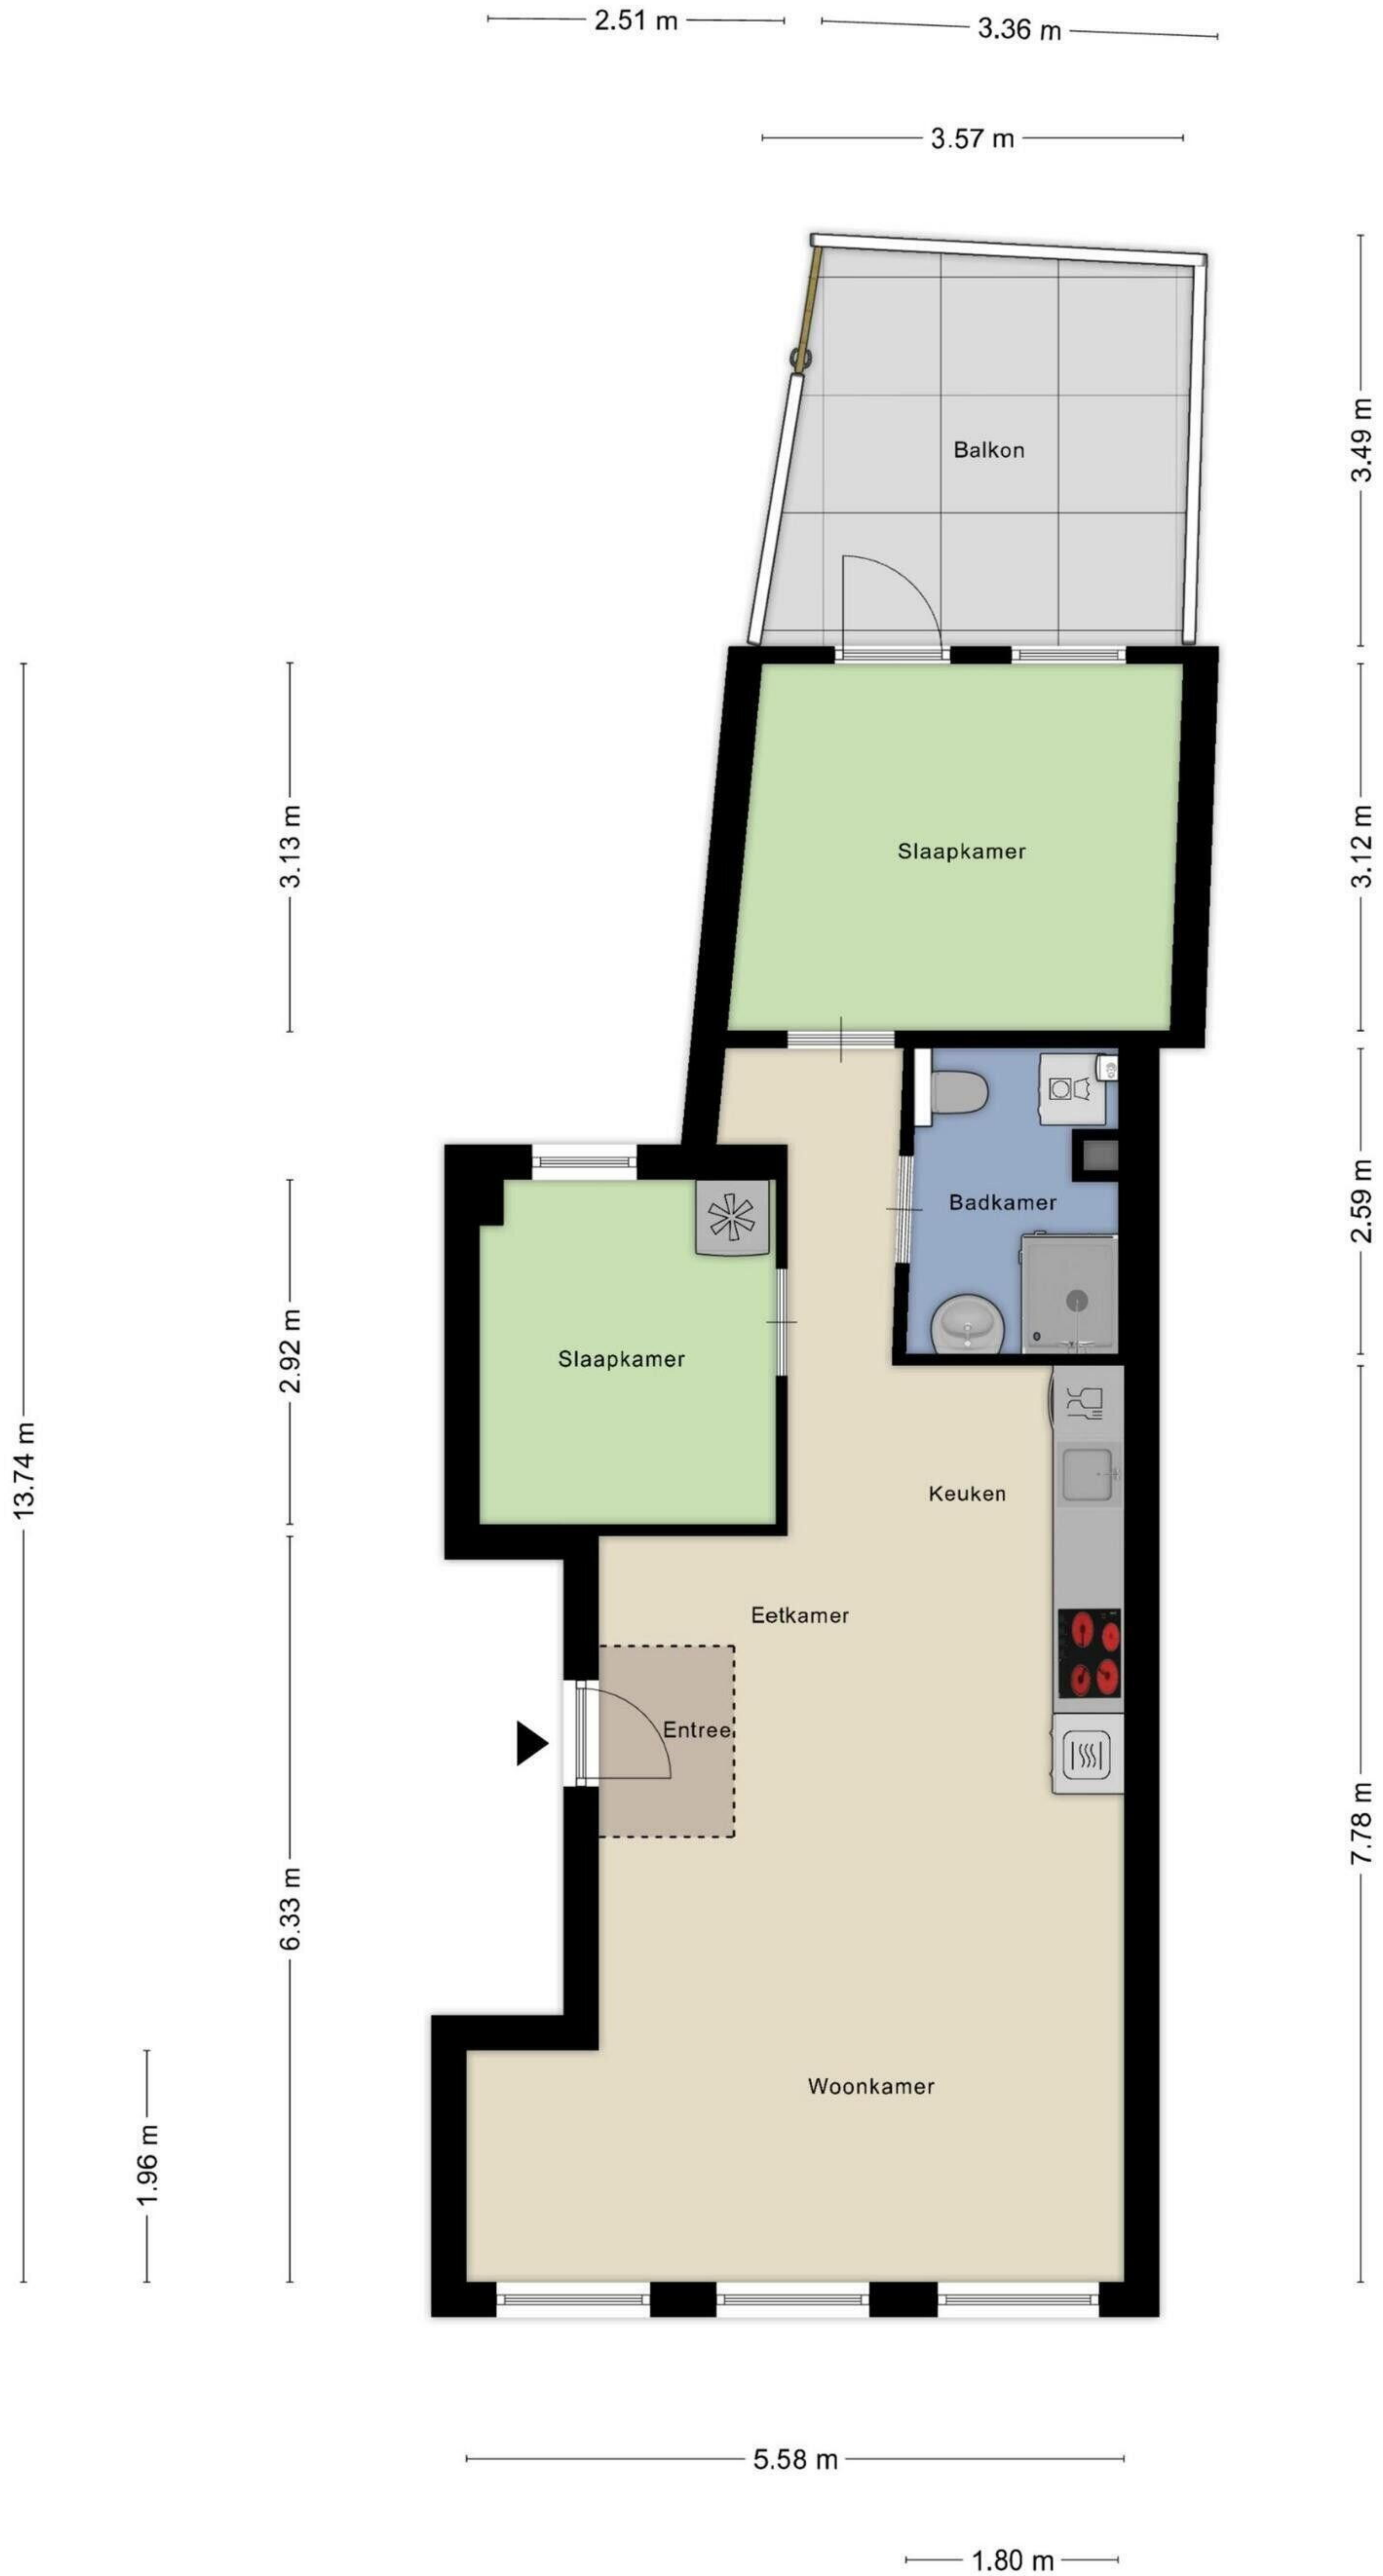 2.51 m
3.36 m
3.57 m
3.49 m
Balkon
3.13 m
3.12 m
Slaapkamer
2.59 m
Badkamer
2.92 m
Slaapkamer
13.74 m
Keuken
Eetkamer
Entree
7.78 m
6.33 m
Woonkamer
1.96 m
5.58 m
1.80 m